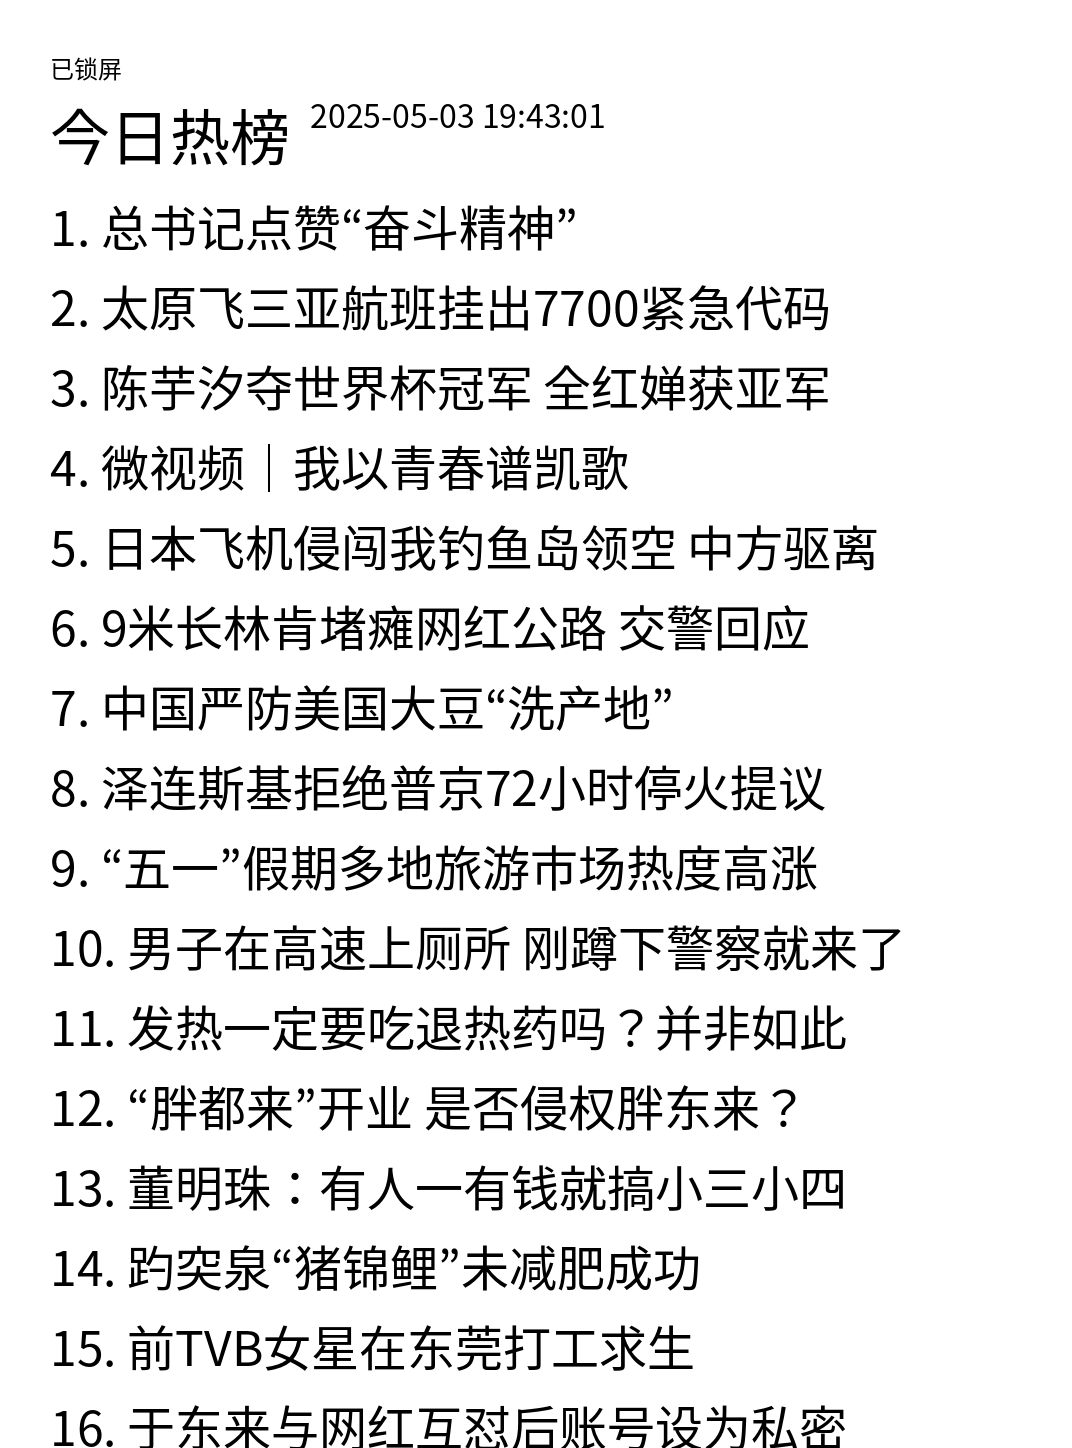 已锁屏
今日热榜 2025-05-03 19:43:01
1. 总书记点赞“奋斗精神”
2. 太原飞三亚航班挂出7700紧急代码
3. 陈芋汐夺世界杯冠军 全红婵获亚军
4. 微视频｜我以青春谱凯歌
5. 日本飞机侵闯我钓鱼岛领空 中方驱离
6. 9米长林肯堵瘫网红公路 交警回应
7. 中国严防美国大豆“洗产地”
8. 泽连斯基拒绝普京72小时停火提议
9. “五一”假期多地旅游市场热度高涨
10. 男子在高速上厕所 刚蹲下警察就来了
11. 发热一定要吃退热药吗？并非如此
12. “胖都来”开业 是否侵权胖东来？
13. 董明珠：有人一有钱就搞小三小四
14. 趵突泉“猪锦鲤”未减肥成功
15. 前TVB女星在东莞打工求生
16. 于东来与网红互怼后账号设为私密